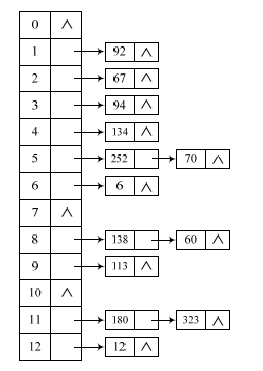 0 ∧
1 92 ∧
2 67 ∧
3 94 ∧
4 134 ∧
5 252 70 ∧
6 6 ∧
7 ∧
8 138 60 ∧
9 113 ∧
10 ∧
11 180 323 ∧
12 12 ∧